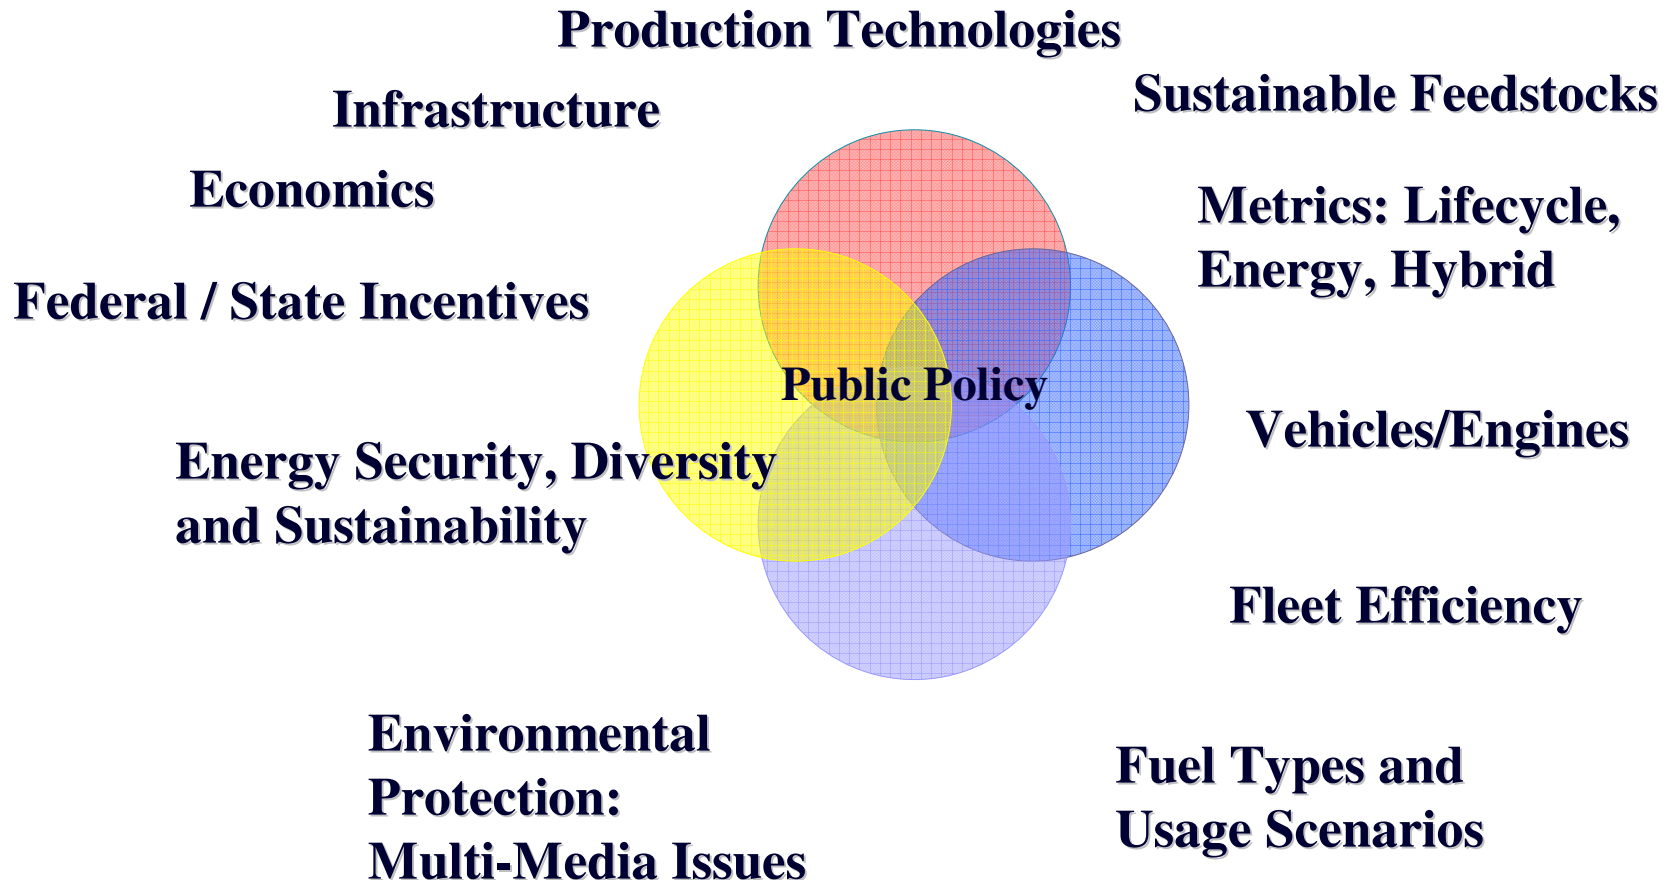 Production Technologies
Sustainable Feedstocks
Infrastructure
Economics
Metrics: Lifecycle,
Energy, Hybrid
Federal / State Incentives
Public Policy
Vehicles/Engines
Energy Security, Diversity
and Sustainability
Fleet Efficiency
Environmental
Protection:
Multi-Media Issues
Fuel Types and
Usage Scenarios